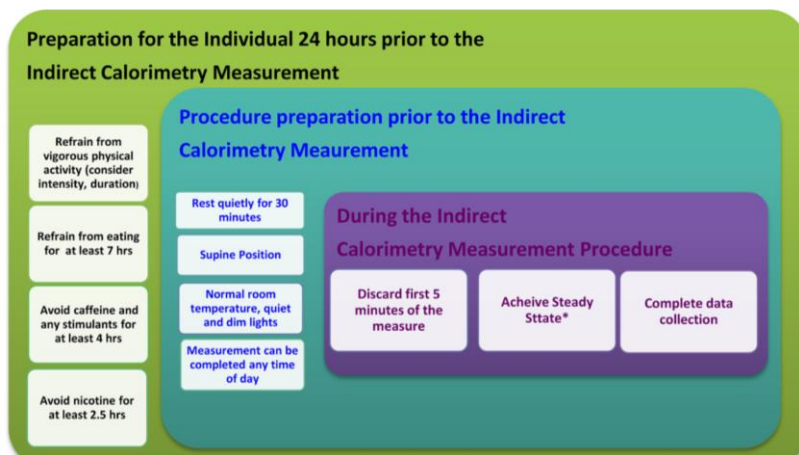 Preparation for the Individual 24 hours prior to the
Indirect Calorimetry Measurement
Refrain from
vigorous physical
activity (consider
intensity, duration)
Refrain from eating
for at least 7 hrs
Avoid caffeine and
any stimulants for
at least 4 hrs
Avoid nicotine for
at least 2.5 hrs
Procedure preparation prior to the Indirect
Calorimetry Meaurement
Rest quietly for 30
minutes
Supine Position
Normal room
temperature, quiet
and dim lights
Measurement can be
completed any time
of day
During the Indirect
Calorimetry Measurement Procedure
Discard first 5
minutes of the
measure
Acheive Steady
Sttate*
Complete data
collection